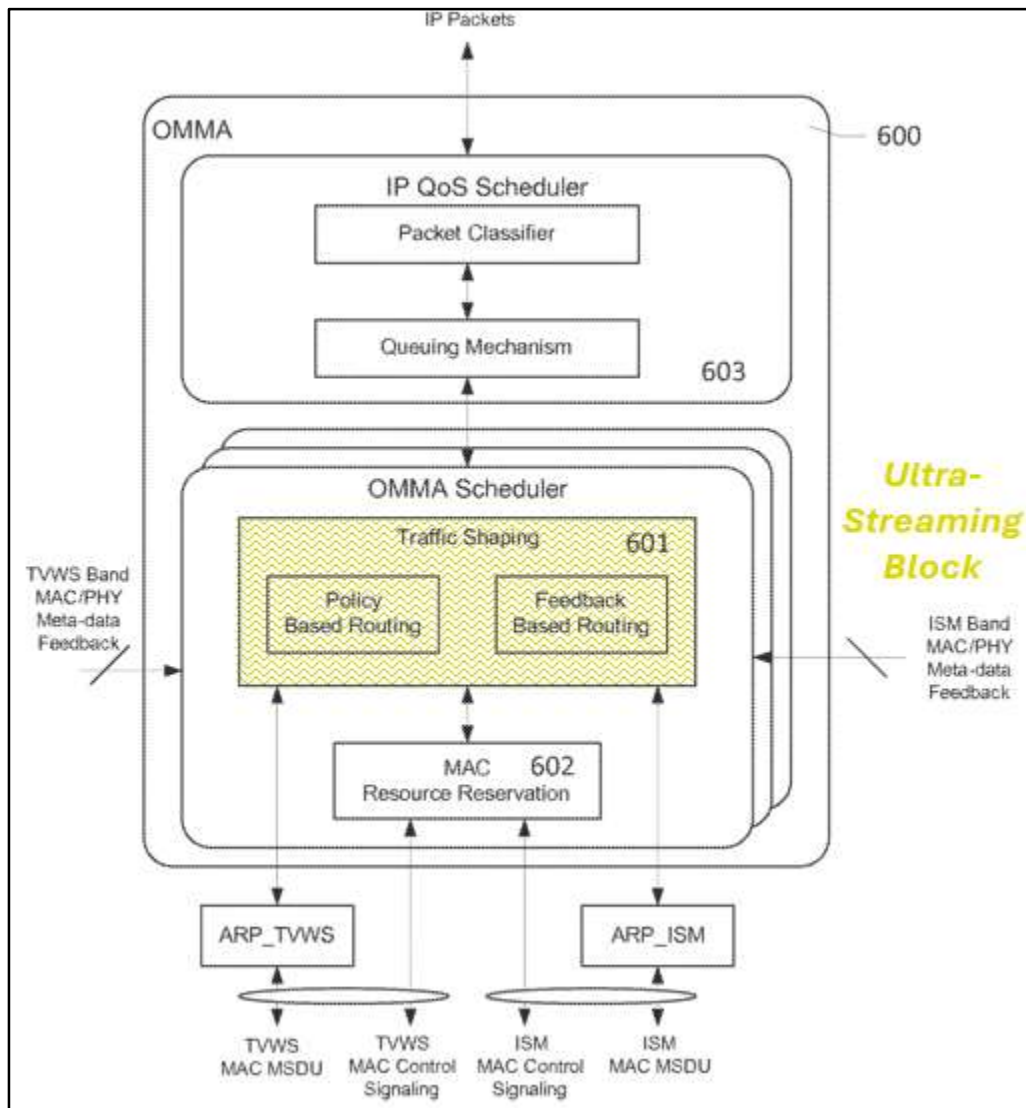 IP Packets
OMMA
600
IP QoS Scheduler
Packet Classifier
Queuing Mechanism
603
OMMA Scheduler
Traffic Shaping
601
Policy
Based Routing
Feedback
Based Routing
Ultra-
Streaming
Block
TVWS Band
MAC/PHY
Meta-data
Feedback
ISM Band
MAC/PHY
Meta-data
Feedback
MAC
602
Resource Reservation
ARP_TVWS
ARP_ISM
TVWS
MAC MSDU
TVWS
MAC Control
Signaling
ISM
MAC Control
Signaling
ISM
MAC MSDU